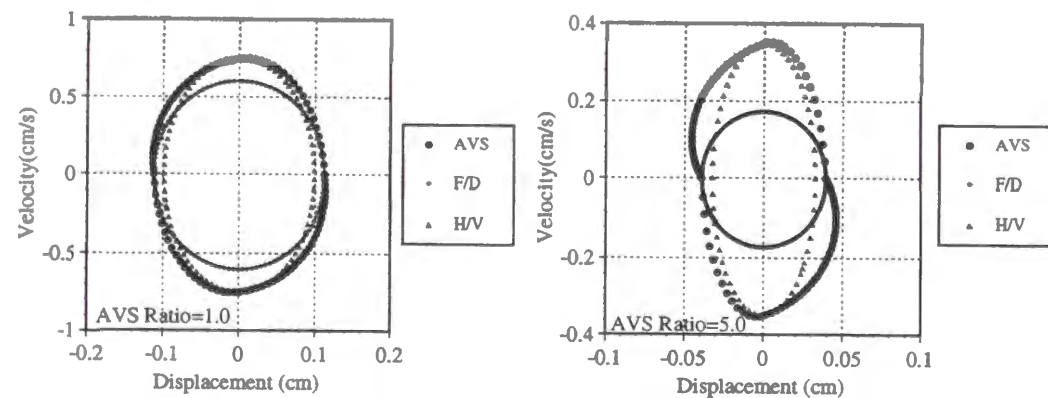 1
0.5
0
-0.5
-1
Velocity(cm/s)
AVS Ratio=1.0
-0.2
-0.1
0
0.1
0.2
Displacement (cm)
AVS
F/D
H/V
0.4
0.2
0
-0.2
-0.4
Velocity(cm/s)
AVS Ratio=5.0
-0.1
-0.05
0
0.05
0.1
Displacement (cm)
AVS
F/D
H/V